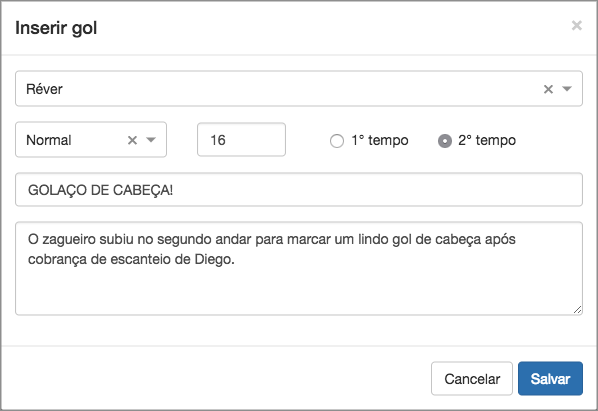 Inserir gol ×
Réver × 
Normal × 16 1° tempo 2° tempo
GOLAÇO DE CABEÇA!
O zagueiro subiu no segundo andar para marcar um lindo gol de cabeça após
cobrança de escanteio de Diego.
Cancelar Salvar